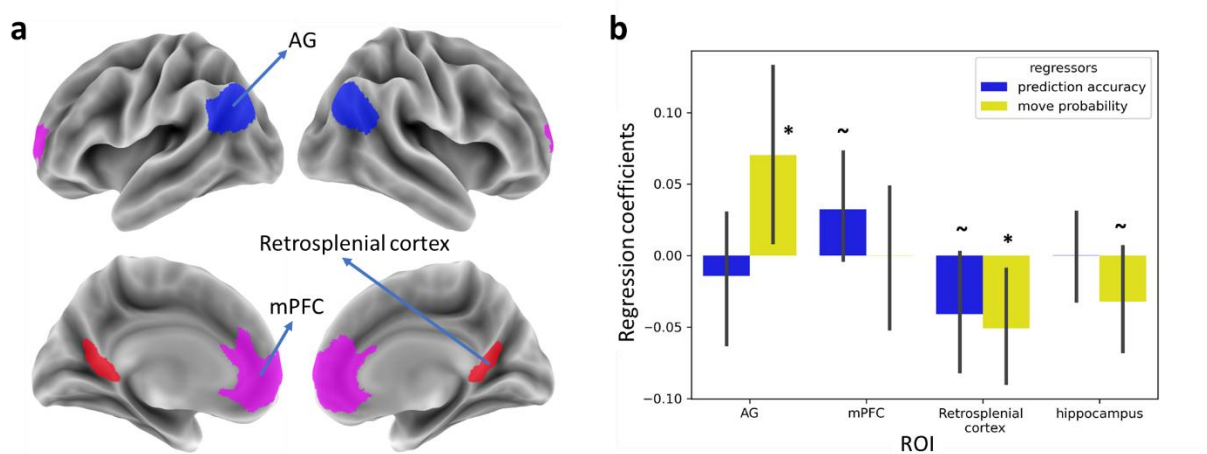 a
AG
Retrosplenial cortex
mPFC
b
regressors
prediction accuracy
move probability
Regression coefficients
0.10
0.05
0.00
−0.05
−0.10
*
~
~
*
~
AG
mPFC
Retrosplenial
cortex
hippocampus
ROI